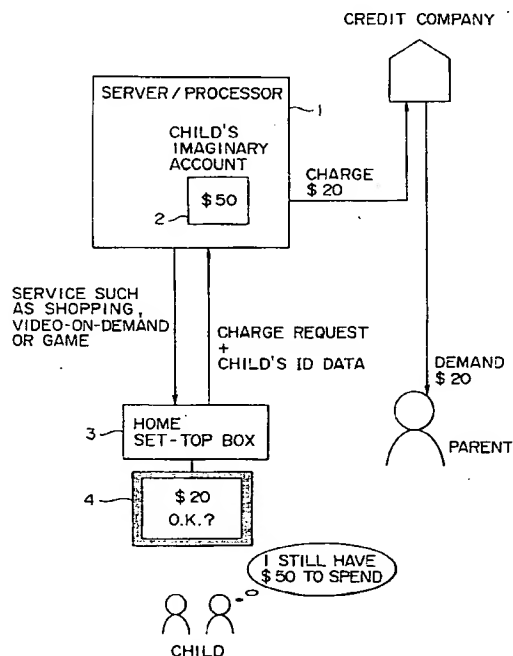 CREDIT COMPANY
SERVER/PROCESSOR
1
CHILD'S
IMAGINARY
ACCOUNT
2
$50
CHARGE
$20
SERVICE SUCH
AS SHOPPING,
VIDEO-ON-DEMAND
OR GAME
CHARGE REQUEST
+
CHILD'S ID DATA
DEMAND
$20
PARENT
3
HOME
SET-TOP BOX
4
$20
O.K.?
I STILL HAVE
$50 TO SPEND
CHILD